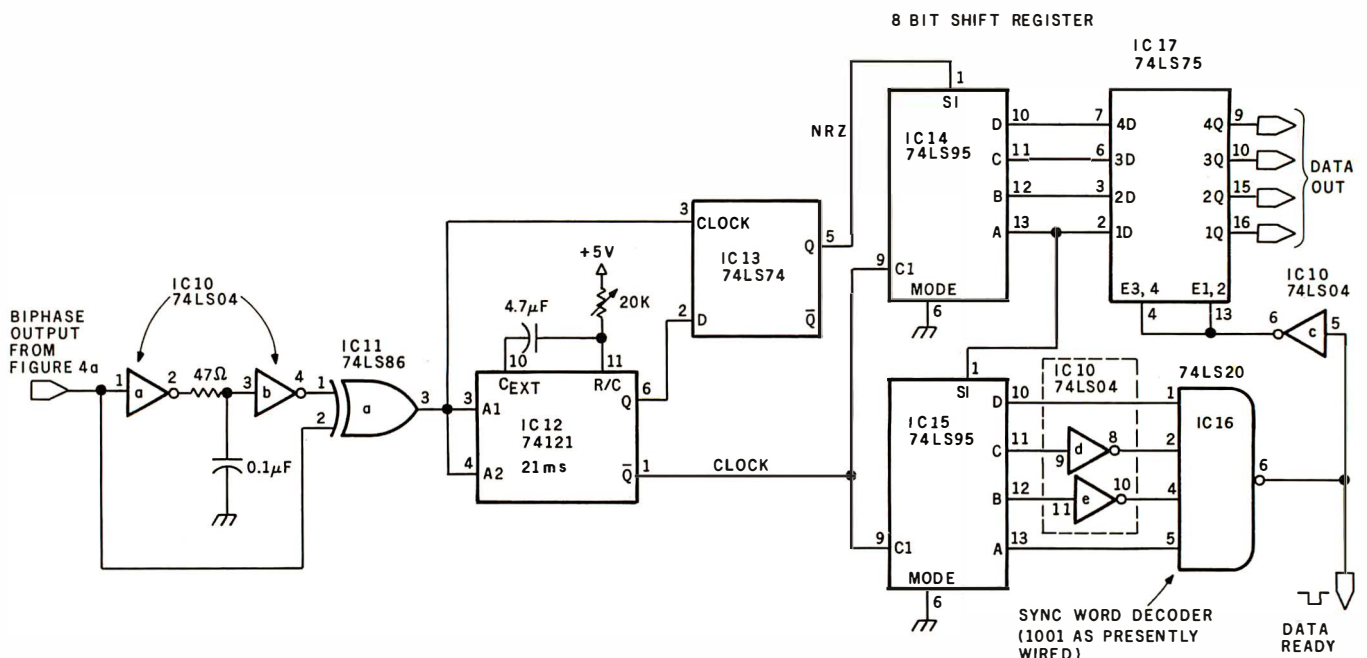 8 BIT SHIFT REGISTER
IC 17
74LS75
1
SI
NRZ
IC14
74LS95
D 10
C 11
B 12
A 13
9 C1
MODE
6
7 4D
6 3D
3 2D
2 1D
4Q 9
3Q 10
2Q 15
1Q 16
DATA
OUT
E3, 4
E1, 2
4
13
IC10
74LS04
6
c
5
3 CLOCK
IC 13
74LS74
Q 5
2 D
Q̅
+5V
4.7μF
20K
10
11
CEXT
R/C
3 A1
4 A2
IC12
74121
21ms
Q 6
Q̅ 1
CLOCK
BIPHASE
OUTPUT
FROM
FIGURE 4a
IC10
74LS04
1
a
2
47Ω
3
b
4
0.1μF
IC11
74LS86
1
2
a
3
1
SI
IC15
74LS95
D 10
C 11
B 12
A 13
9 C1
MODE
6
IC 10
74LS04
9
d
8
11
e
10
74LS20
IC16
1
2
4
5
6
SYNC WORD DECODER
(1001 AS PRESENTLY
WIRED)
DATA
READY